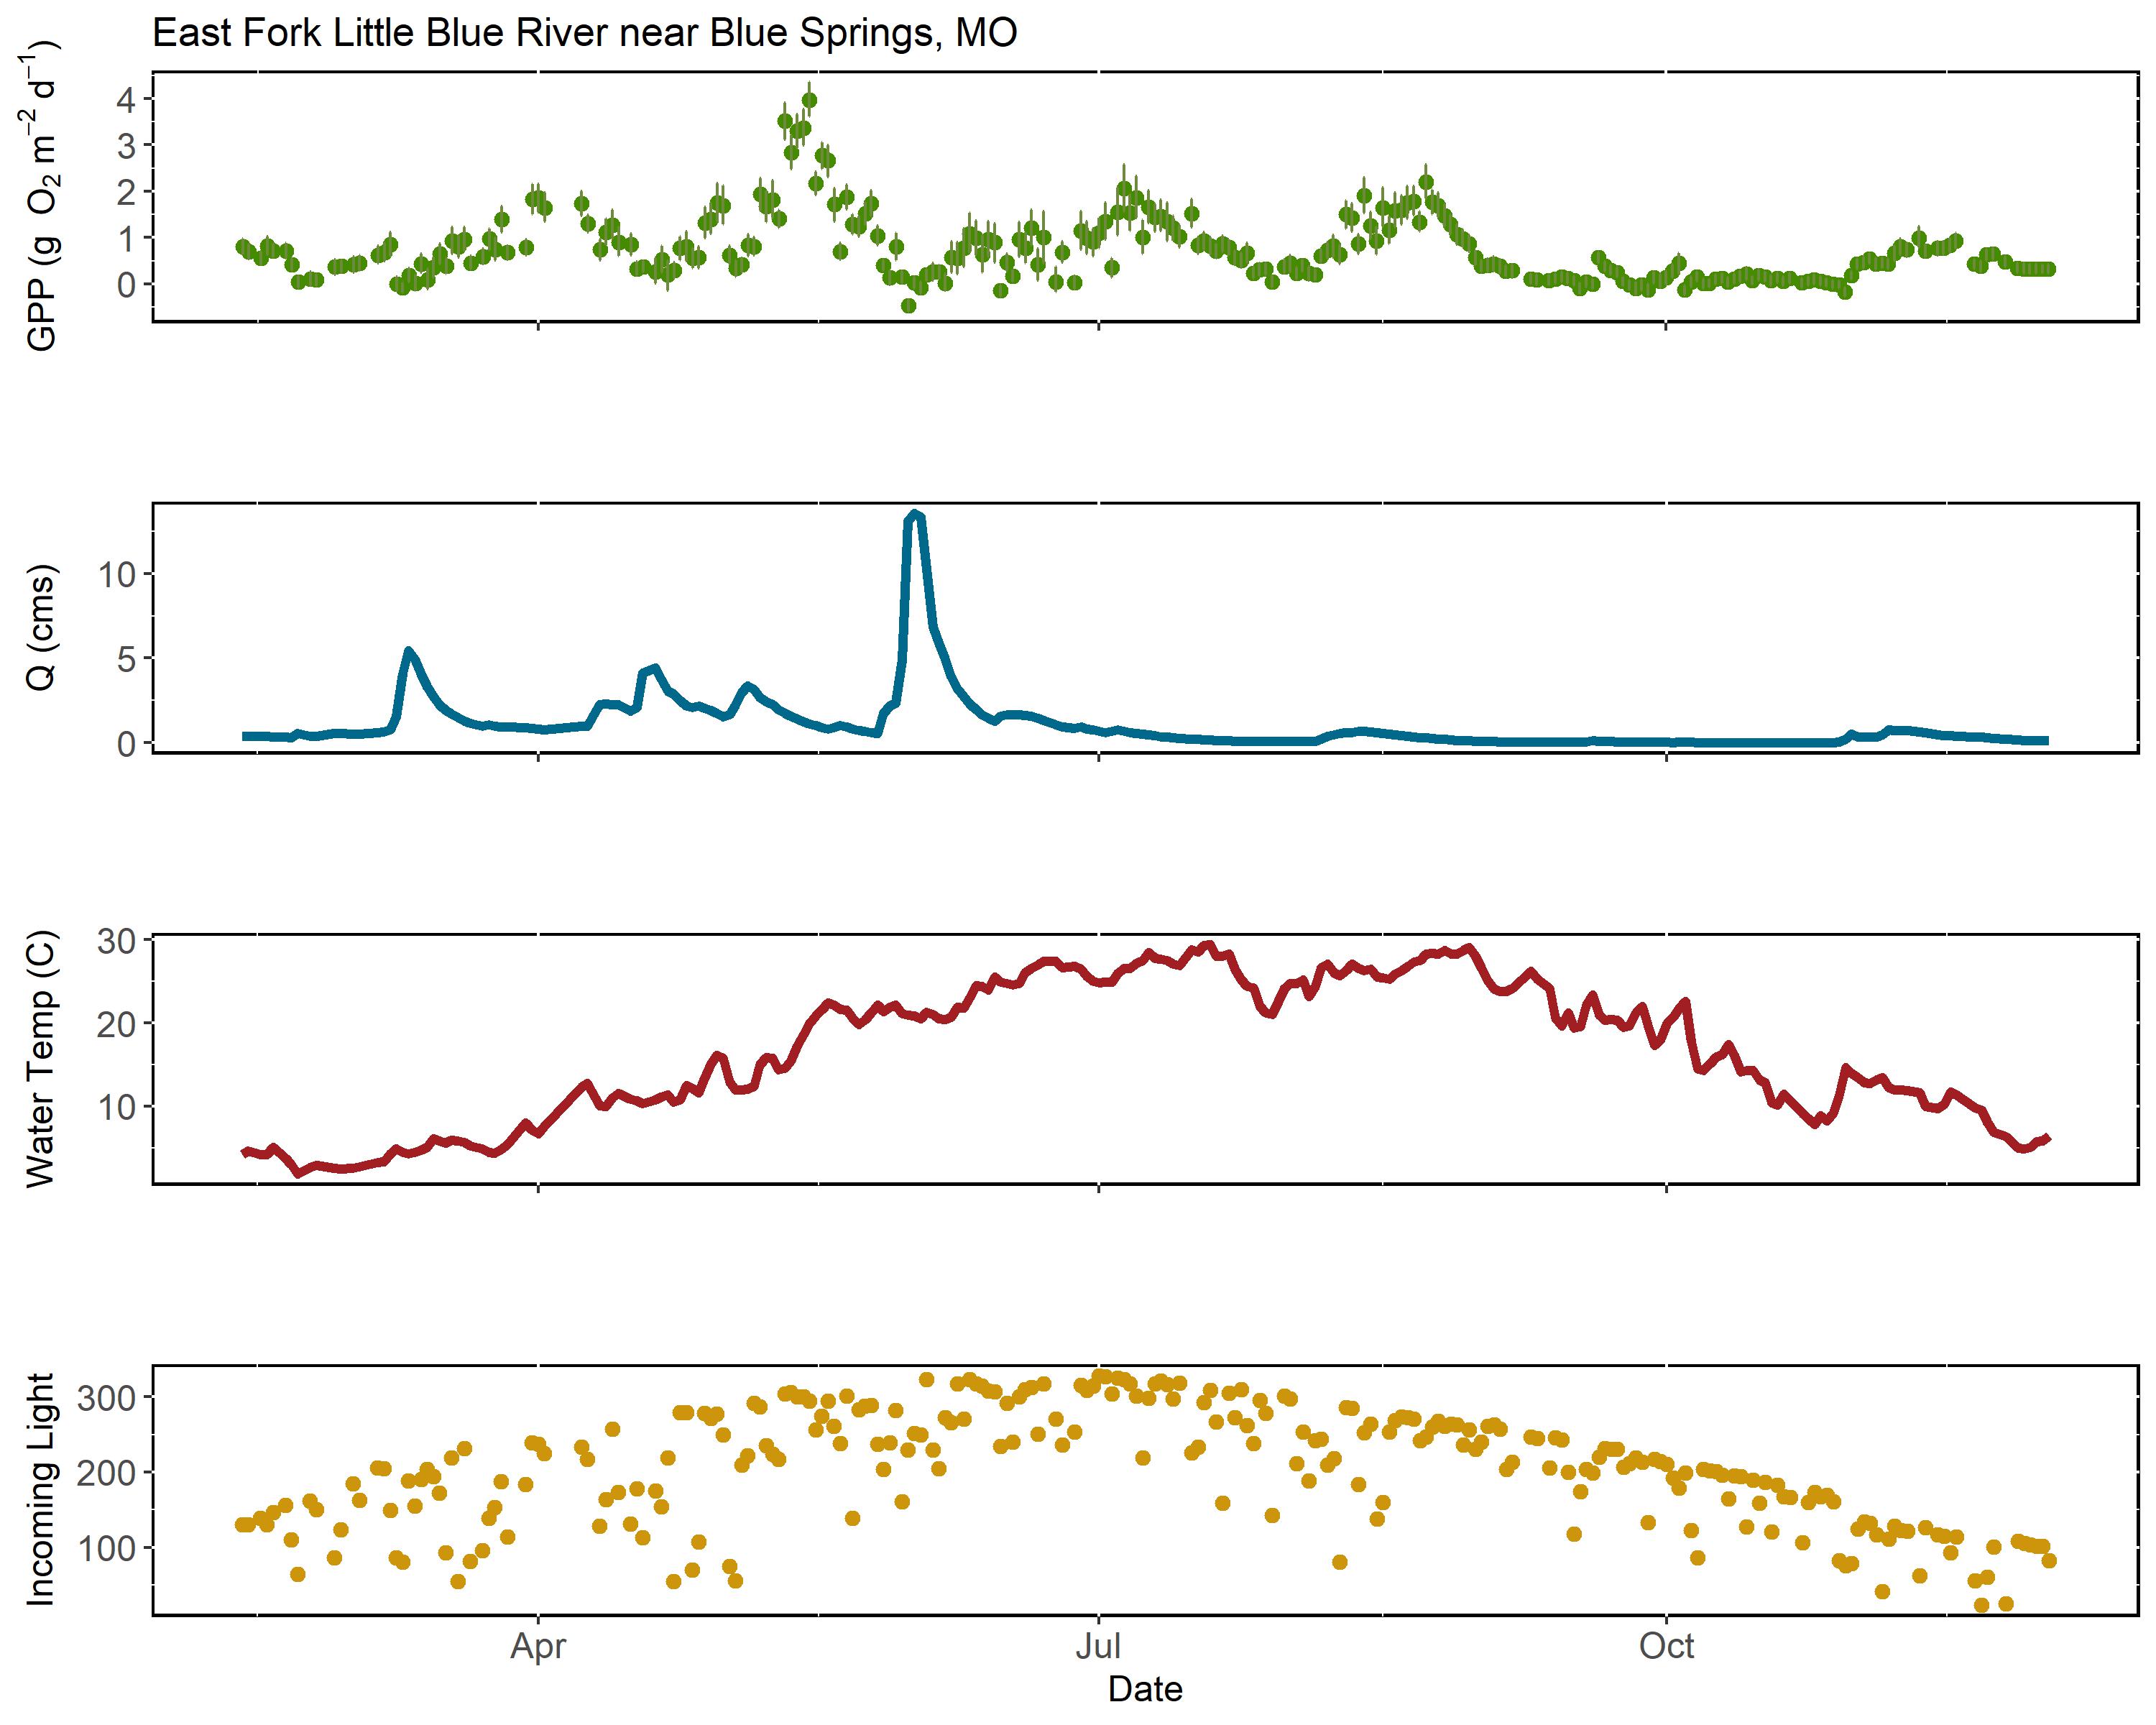 East Fork Little Blue River near Blue Springs, MO
GPP (g O₂ m⁻² d⁻¹)
4
3
2
1
0
Q (cms)
10
5
0
Water Temp (C)
30
20
10
Incoming Light
300
200
100
Apr Jul Oct
Date